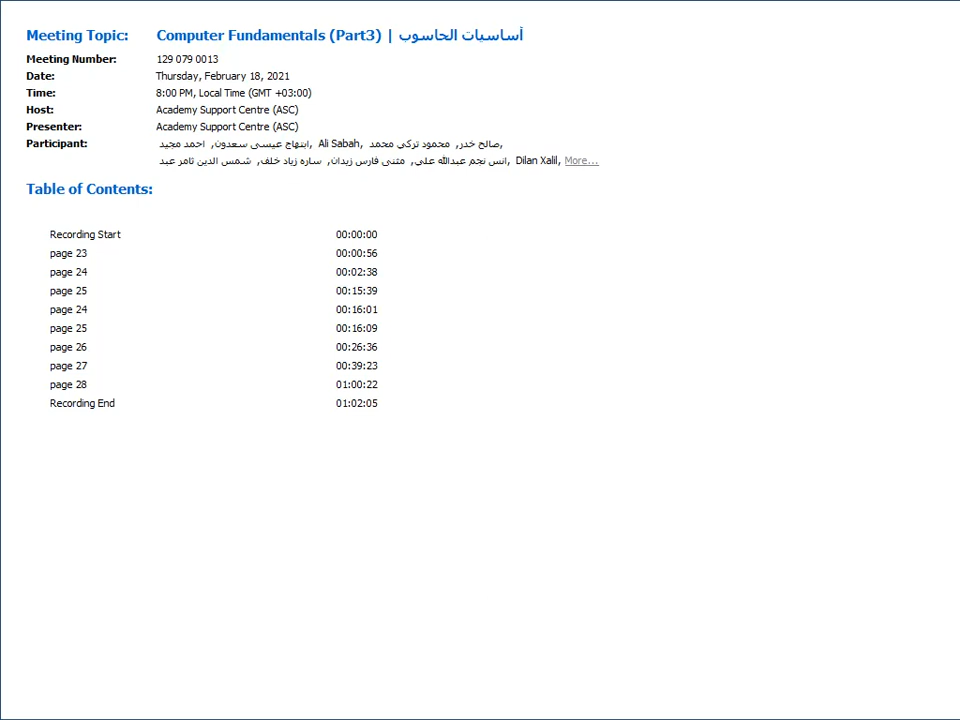 Meeting Topic: Computer Fundamentals (Part3) | أساسيات الحاسوب
Meeting Number: 129 079 0013
Date: Thursday, February 18, 2021
Time: 8:00 PM, Local Time (GMT +03:00)
Host: Academy Support Centre (ASC)
Presenter: Academy Support Centre (ASC)
Participant: ابتهاج عيسى سعدون, احمد مجيد, Ali Sabah, صالح خدر, محمود تركي محمد,
انس نجم عبدالله علي, مثنى فارس زيدان, ساره زياد خلف, شمس الدين ثامر عبد, Dilan Xalil, More...
Table of Contents:
Recording Start 00:00:00
page 23 00:00:56
page 24 00:02:38
page 25 00:15:39
page 24 00:16:01
page 25 00:16:09
page 26 00:26:36
page 27 00:39:23
page 28 01:00:22
Recording End 01:02:05